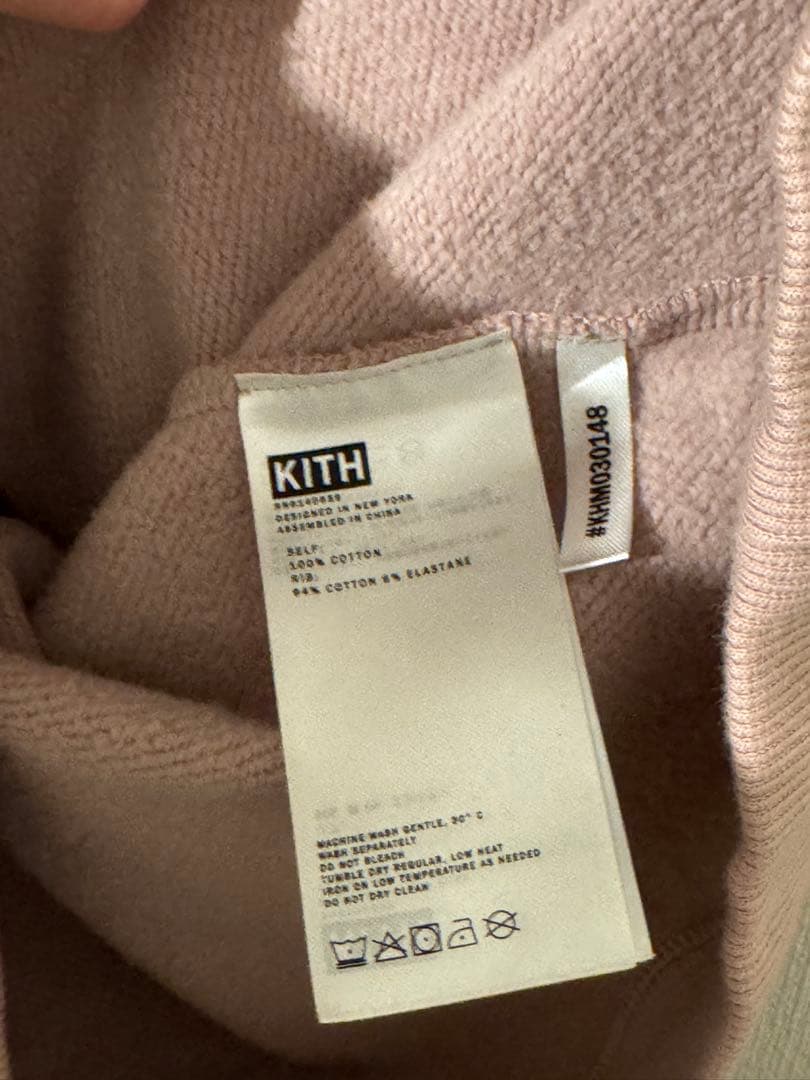 KITH
DESIGNED IN NEW YORK
ASSEMBLED IN CHINA
SELF:
100% COTTON
RIB:
94% COTTON 6% ELASTANE
MACHINE WASH GENTLE, 30° C
WASH SEPARATELY
DO NOT BLEACH
TUMBLE DRY REGULAR, LOW HEAT
IRON ON LOW TEMPERATURE AS NEEDED
DO NOT DRY CLEAN
#KHM030148